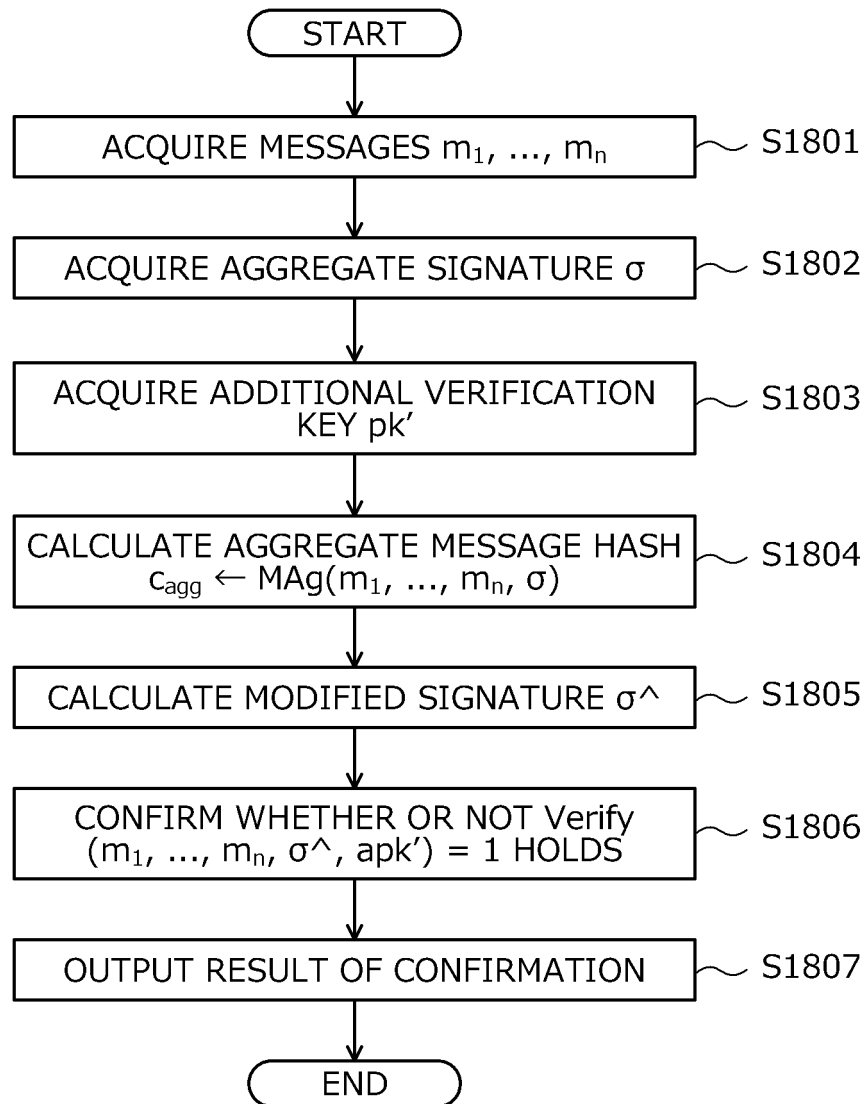 START
ACQUIRE MESSAGES m₁, ..., mₙ
S1801
ACQUIRE AGGREGATE SIGNATURE σ
S1802
ACQUIRE ADDITIONAL VERIFICATION
KEY pk′
S1803
CALCULATE AGGREGATE MESSAGE HASH
c_agg ← MAg(m₁, ..., mₙ, σ)
S1804
CALCULATE MODIFIED SIGNATURE σ^
S1805
CONFIRM WHETHER OR NOT Verify
(m₁, ..., mₙ, σ^, apk′) = 1 HOLDS
S1806
OUTPUT RESULT OF CONFIRMATION
S1807
END